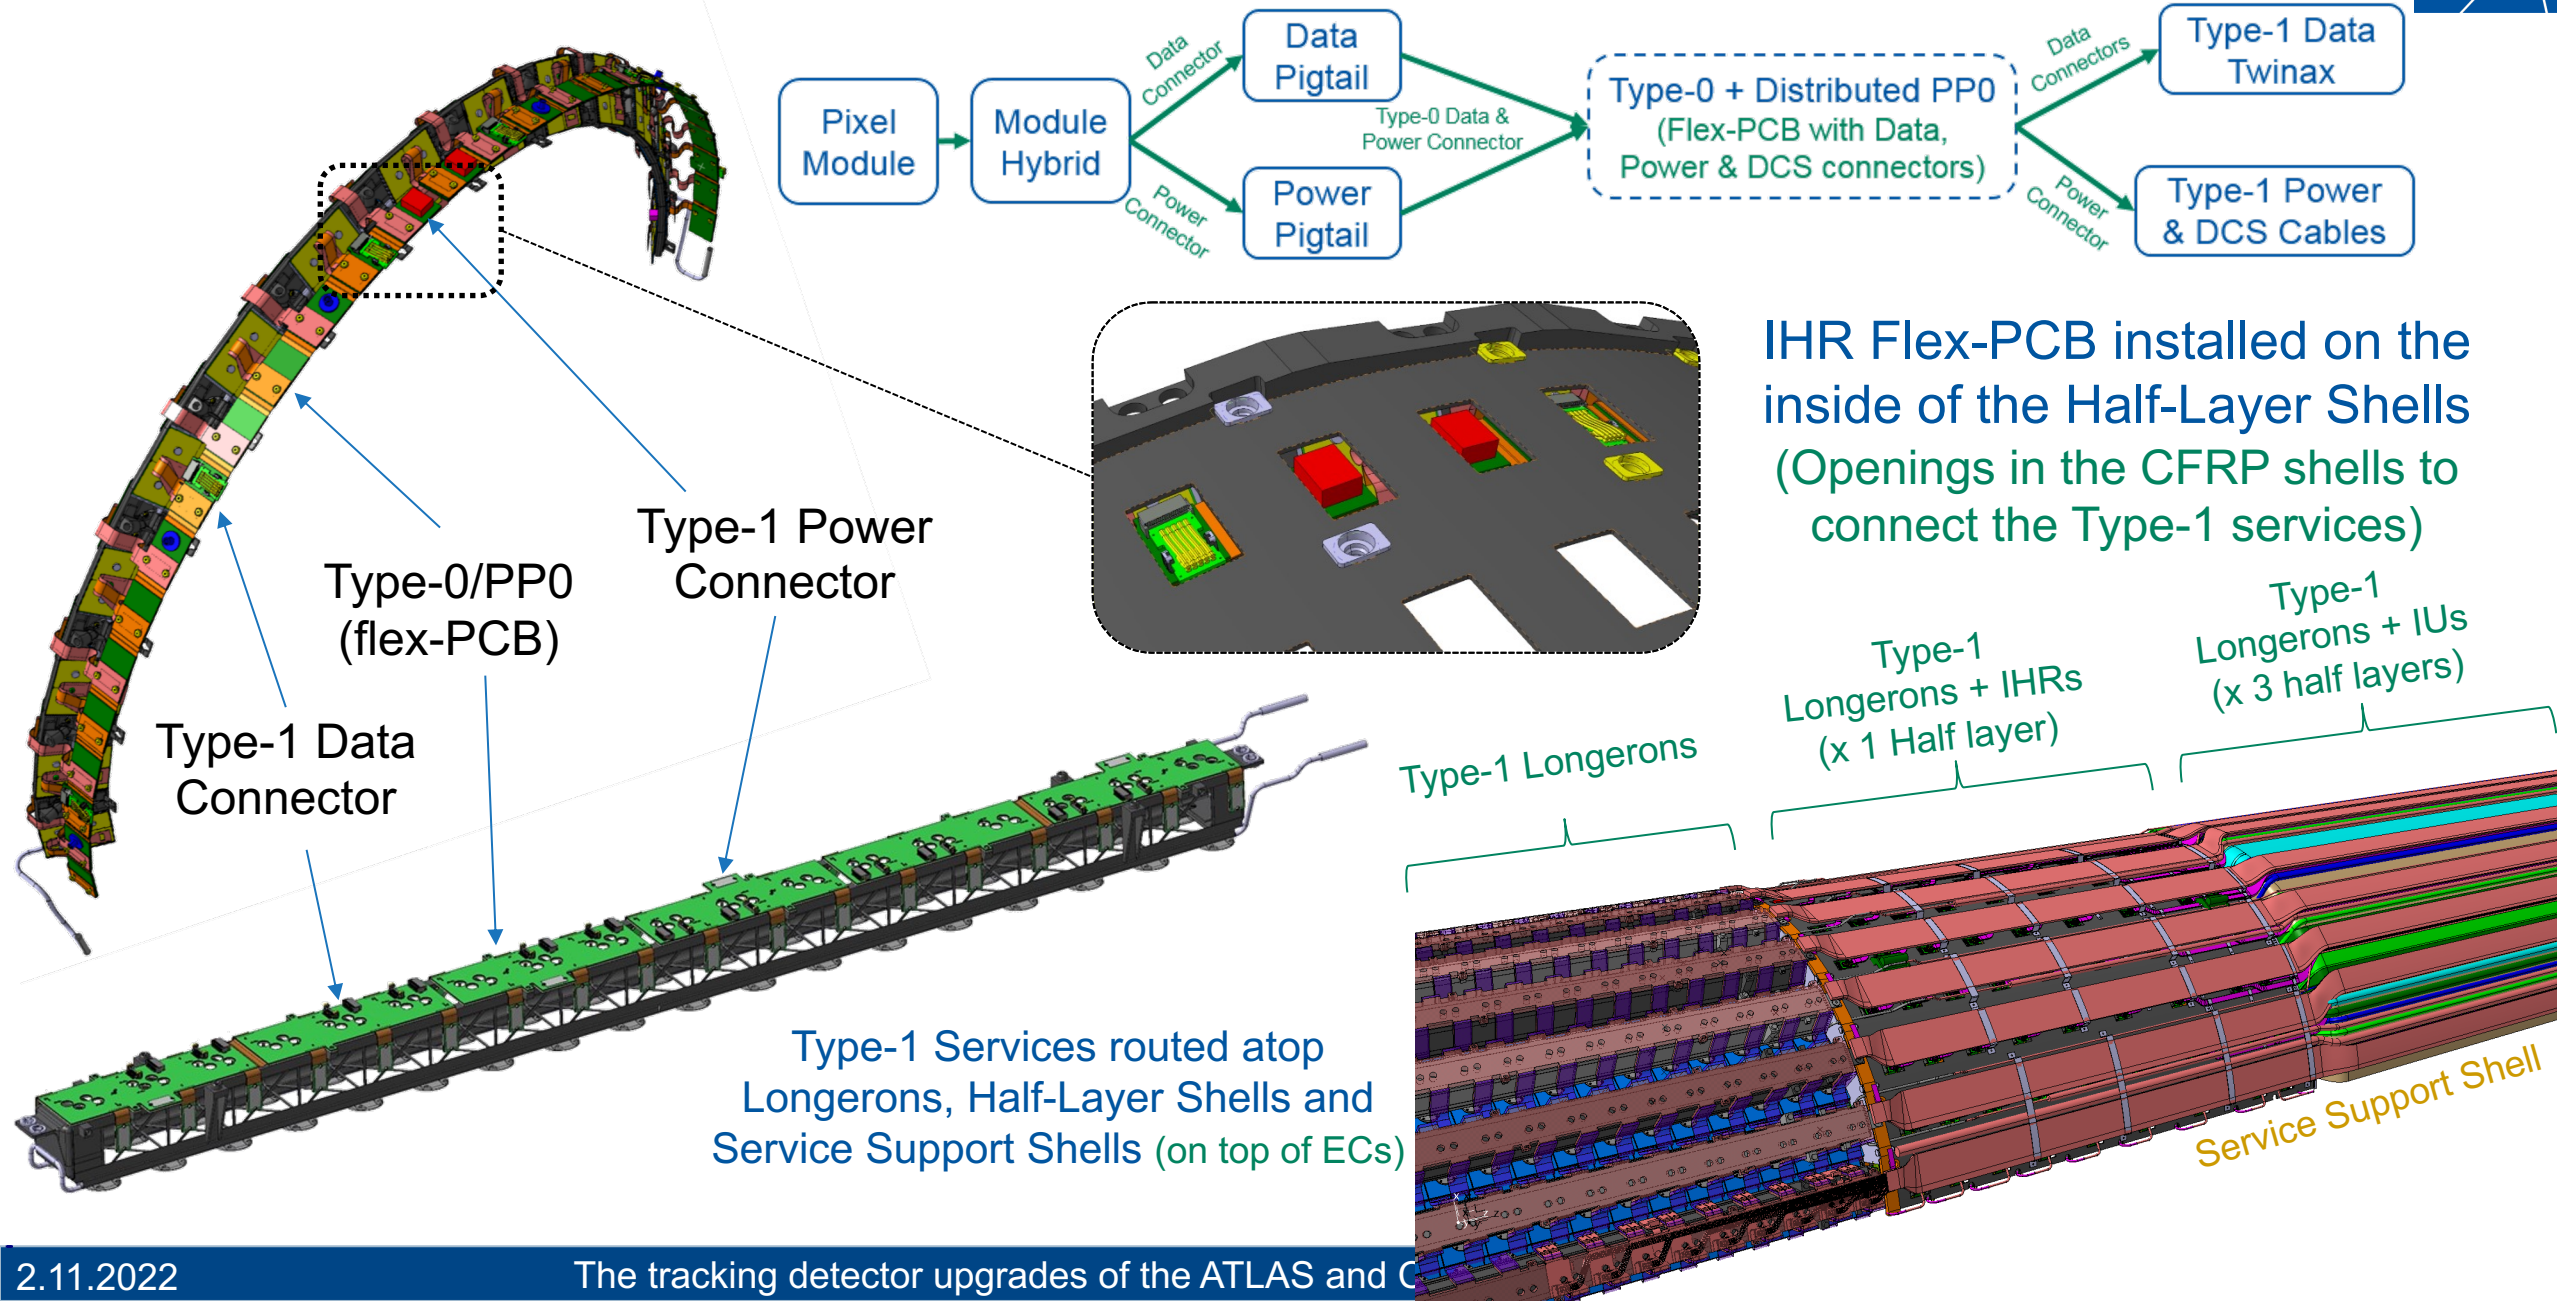 Pixel
Module
Module
Hybrid
Data
Connector
Power
Connector
Data
Pigtail
Power
Pigtail
Type-0 Data &
Power Connector
Type-0 + Distributed PP0
(Flex-PCB with Data,
Power & DCS connectors)
Data
Connectors
Power
Connector
Type-1 Data
Twinax
Type-1 Power
& DCS Cables
IHR Flex-PCB installed on the
inside of the Half-Layer Shells
(Openings in the CFRP shells to
connect the Type-1 services)
Type-1 Power
Connector
Type-0/PP0
(flex-PCB)
Type-1 Data
Connector
Type-1 Longerons
Type-1
Longerons + IHRs
(x 1 Half layer)
Type-1
Longerons + IUs
(x 3 half layers)
Type-1 Services routed atop
Longerons, Half-Layer Shells and
Service Support Shells (on top of ECs)
Service Support Shell
2.11.2022
The tracking detector upgrades of the ATLAS and